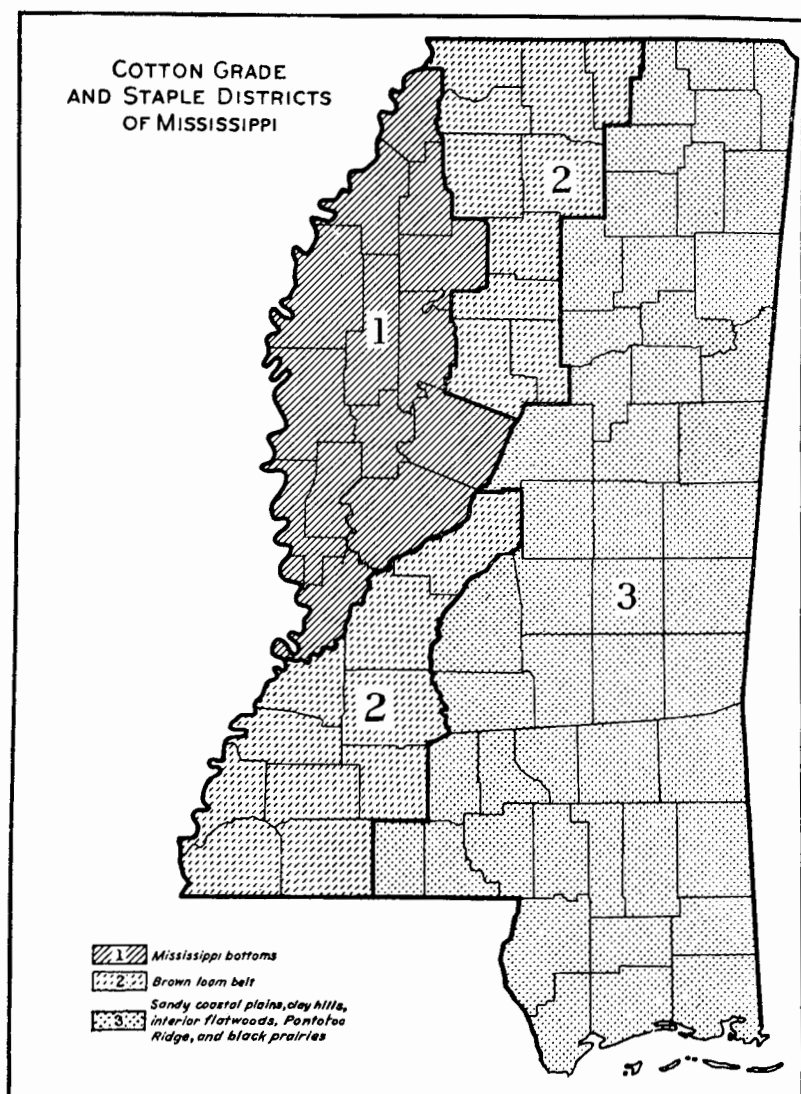 COTTON GRADE
AND STAPLE DISTRICTS
OF MISSISSIPPI
2
1
3
2
1 Mississippi bottoms
2 Brown loam belt
3 Sandy coastal plains, clay hills,
interior flatwoods, Pontotoc
Ridge, and black prairies